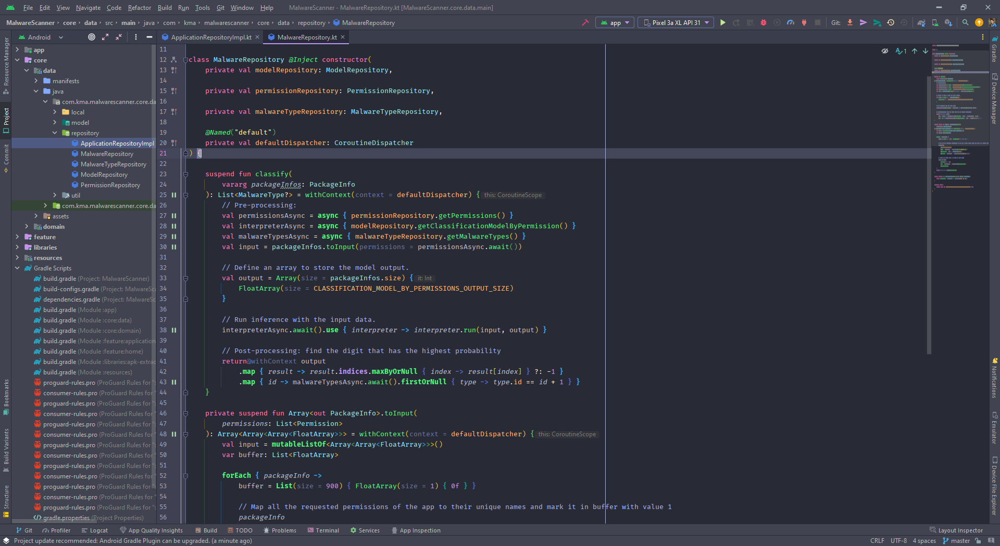 File Edit View Navigate Code Refactor Build Run Tools Git Window Help MalwareScanner - MalwareRepository.kt [MalwareScanner.core.data.main]
MalwareScanner › core › data › src › main › java › com › kma › malwarescanner › core › data › repository › MalwareRepository app Pixel 3a XL API 31 Git:
Android
ApplicationRepositoryImpl.kt MalwareRepository.kt
Resource Manager
Project
Commit
Bookmarks
Build Variants
Structure
app
core
data
manifests
java
com.kma.malwarescanner.core.da
local
model
repository
ApplicationRepositoryImpl
MalwareRepository
MalwareTypeRepository
ModelRepository
PermissionRepository
util
com.kma.malwarescanner.core.da
assets
domain
feature
libraries
resources
Gradle Scripts
build.gradle (Project: MalwareScanner)
build-configs.gradle (Project: MalwareSc
dependencies.gradle (Project: MalwareSc
build.gradle (Module :app)
build.gradle (Module :core:data)
build.gradle (Module :core:domain)
build.gradle (Module :feature:application
build.gradle (Module :feature:home)
build.gradle (Module :libraries:apk-extrac
build.gradle (Module :resources)
proguard-rules.pro (ProGuard Rules for ":
consumer-rules.pro (ProGuard Rules for "
proguard-rules.pro (ProGuard Rules for ":
consumer-rules.pro (ProGuard Rules for "
proguard-rules.pro (ProGuard Rules for ":
consumer-rules.pro (ProGuard Rules for "
proguard-rules.pro (ProGuard Rules for ":
consumer-rules.pro (ProGuard Rules for "
proguard-rules.pro (ProGuard Rules for ":
consumer-rules.pro (ProGuard Rules for "
proguard-rules.pro (ProGuard Rules for ":
consumer-rules.pro (ProGuard Rules for "
proguard-rules.pro (ProGuard Rules for ":
gradle.properties (Project Properties)
11
12 class MalwareRepository @Inject constructor(
13 private val modelRepository: ModelRepository,
14
15 private val permissionRepository: PermissionRepository,
16
17 private val malwareTypeRepository: MalwareTypeRepository,
18
19 @Named("default")
20 private val defaultDispatcher: CoroutineDispatcher
21 ) {
22
23 suspend fun classify(
24 vararg packageInfos: PackageInfo
25 ): List<MalwareType?> = withContext(context = defaultDispatcher) { this: CoroutineScope
26 // Pre-processing:
27 val permissionsAsync = async { permissionRepository.getPermissions() }
28 val interpreterAsync = async { modelRepository.getClassificationModelByPermission() }
29 val malwareTypesAsync = async { malwareTypeRepository.getMalwareTypes() }
30 val input = packageInfos.toInput(permissions = permissionsAsync.await())
31
32 // Define an array to store the model output.
33 val output = Array(size = packageInfos.size) { it: Int
34 FloatArray(size = CLASSIFICATION_MODEL_BY_PERMISSIONS_OUTPUT_SIZE)
35 }
36
37 // Run inference with the input data.
38 interpreterAsync.await().use { interpreter -> interpreter.run(input, output) }
39
40 // Post-processing: find the digit that has the highest probability
41 return@withContext output
42 .map { result -> result.indices.maxByOrNull { index -> result[index] } ?: -1 }
43 .map { id -> malwareTypesAsync.await().firstOrNull { type -> type.id == id + 1 } }
44 }
45
46 private suspend fun Array<out PackageInfo>.toInput(
47 permissions: List<Permission>
48 ): Array<Array<Array<FloatArray>>> = withContext(context = defaultDispatcher) { this: CoroutineScope
49 val input = mutableListOf<Array<Array<FloatArray>>>()
50 var buffer: List<FloatArray>
51
52 forEach { packageInfo ->
53 buffer = List(size = 900) { FloatArray(size = 1) { 0f } }
54
55 // Map all the requested permissions of the app to their unique names and mark it in buffer with value 1
56 packageInfo
1
Gradle
Device Manager
Notifications
Emulator
Device File Explorer
Git Profiler Logcat App Quality Insights Build TODO Problems Terminal Services App Inspection Layout Inspector
Project update recommended: Android Gradle Plugin can be upgraded. (a minute ago) CRLF UTF-8 4 spaces master